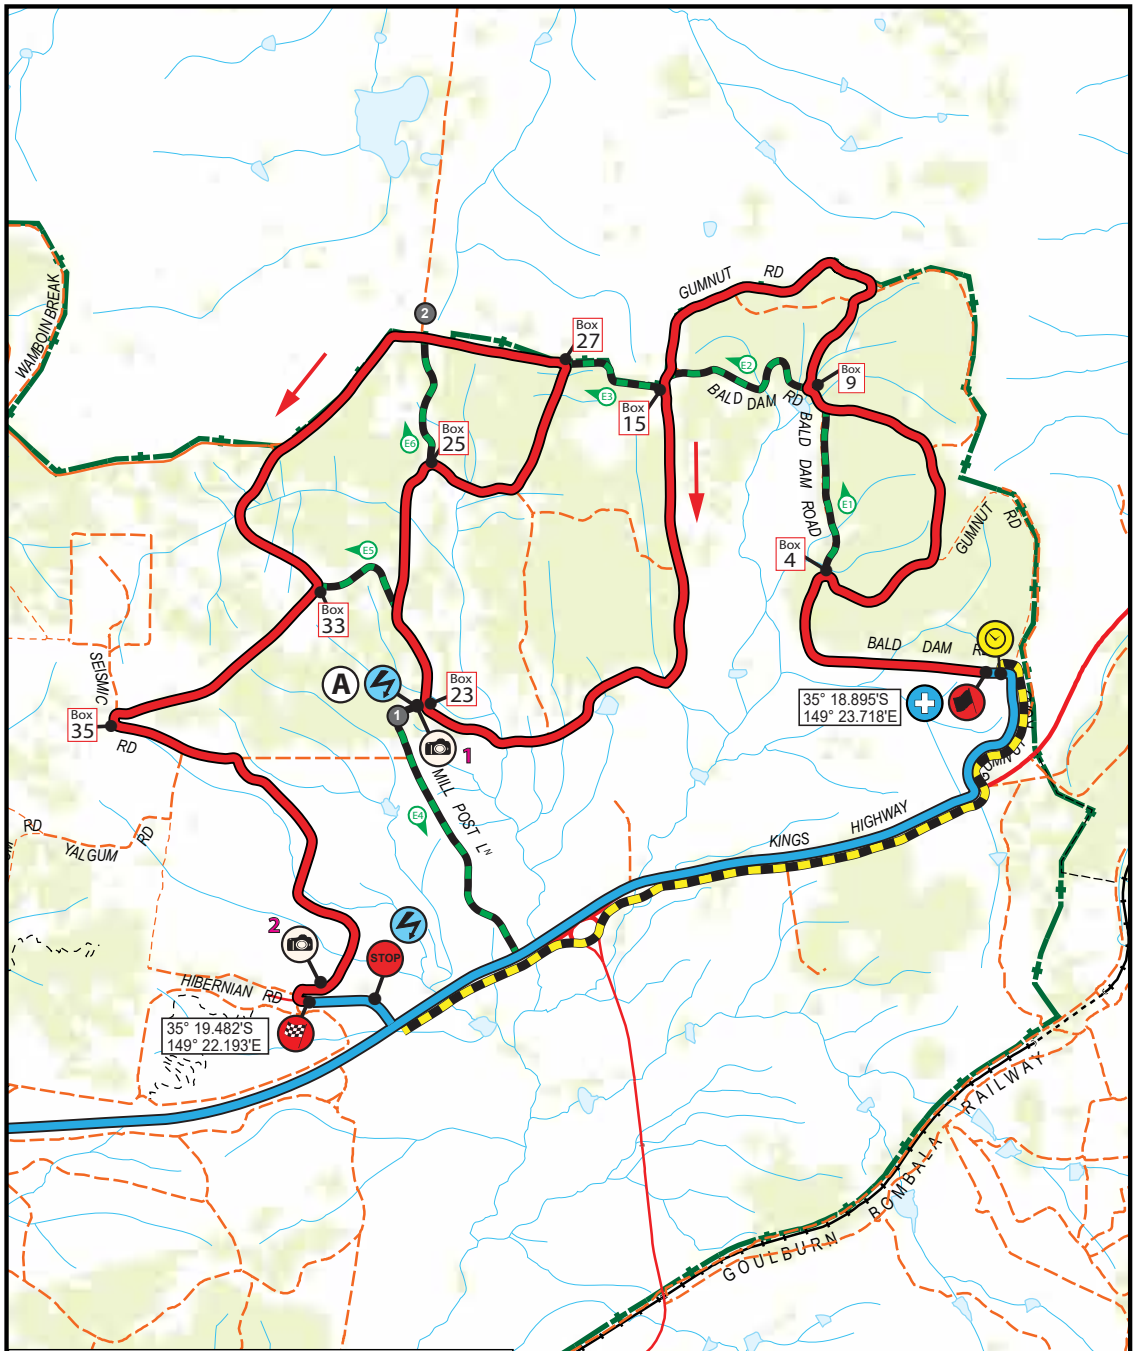 GUMNUT RD
WAMBOIN BREAK
2
Box
27
Box
9
E2
E3
BALD DAM RD
Box
15
Box
25
E6
BALD DAM ROAD
E1
GUMNUT RD
Box
4
E5
Box
33
BALD DAM RD
SEISMIC
RD
A
Box
23
35° 18.895'S
149° 23.718'E
Box
35
1
1
GUMNUT
MILL POST LN
E4
KINGS HIGHWAY
RD
YALGUM RD
2
STOP
HIBERNIAN RD
35° 19.482'S
149° 22.193'E
GOULBURN BOMBALA RAILWAY